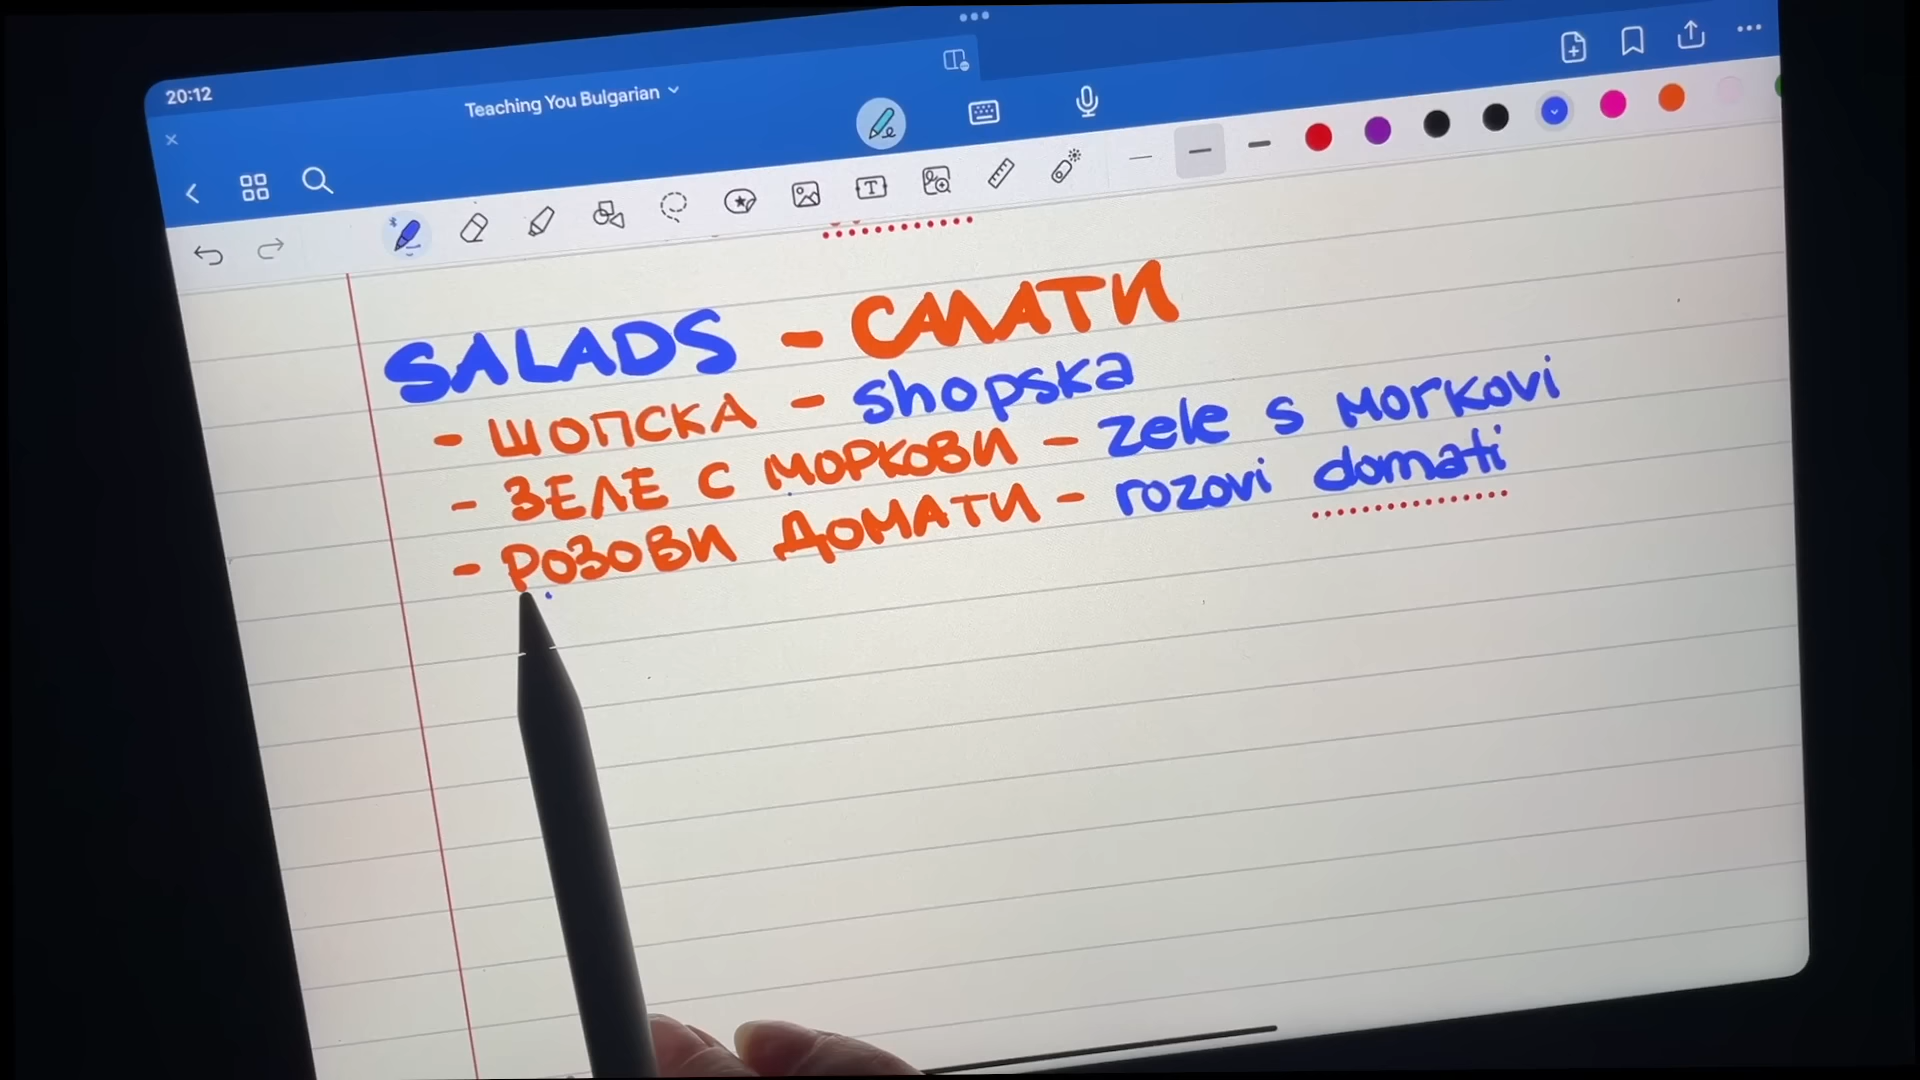 20:12
Teaching You Bulgarian
SALADS - САЛАТИ
- ШОПСКА - shopska
- ЗЕЛЕ С МОРКОВИ - zele s morkovi
- РОЗОВИ ДОМАТИ - rozovi domati